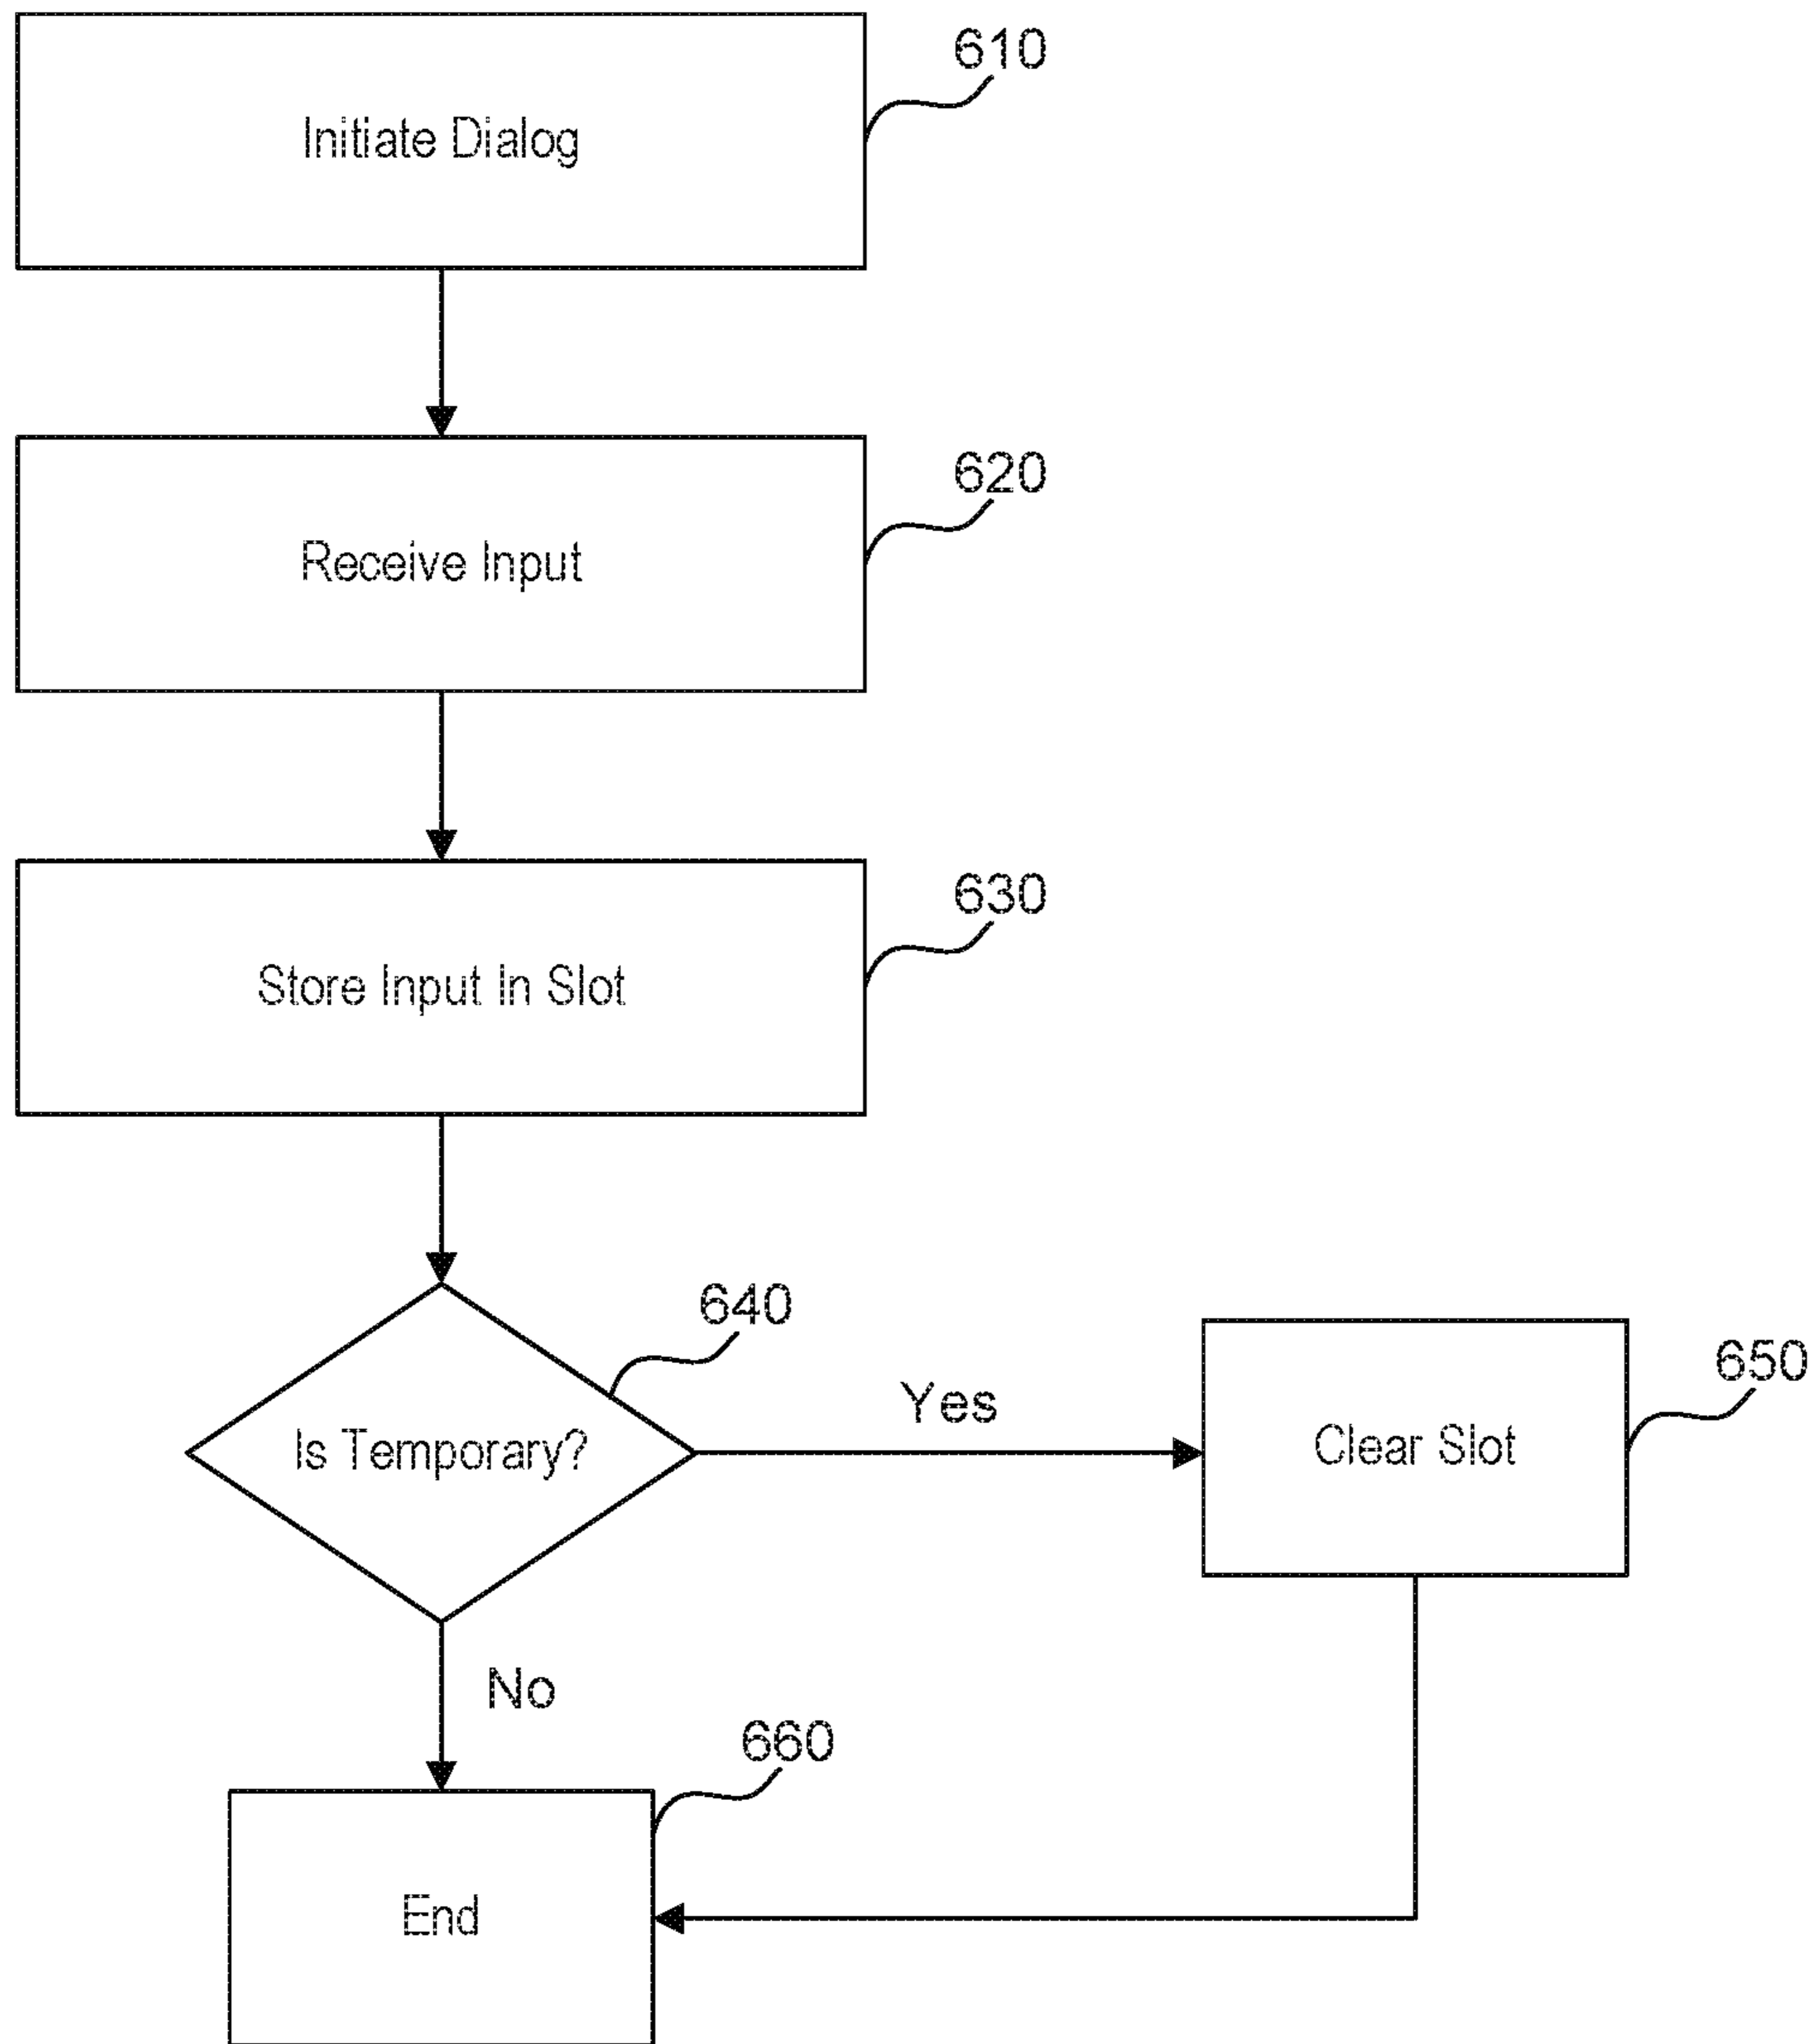 610
Initiate Dialog
620
Receive Input
630
Store Input In Slot
640
Is Temporary?
Yes
650
Clear Slot
No
660
End